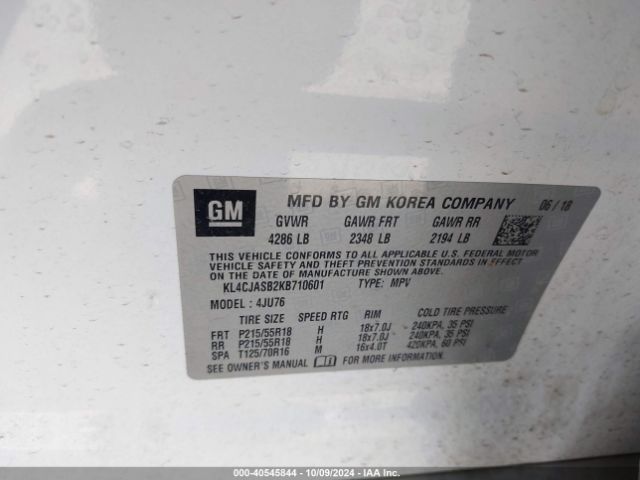 GM
MFD BY GM KOREA COMPANY 06/18
GVWR GAWR FRT GAWR RR
4286 LB 2348 LB 2194 LB
THIS VEHICLE CONFORMS TO ALL APPLICABLE U.S. FEDERAL MOTOR
VEHICLE SAFETY AND THEFT PREVENTION STANDARDS IN EFFECT
ON THE DATE OF MANUFACTURE SHOWN ABOVE.
KL4CJASB2KB710601 TYPE: MPV
MODEL: 4JU76
TIRE SIZE SPEED RTG RIM COLD TIRE PRESSURE
FRT P215/55R18 H 18x7.0J 240KPA, 35 PSI
RR P215/55R18 H 18x7.0J 240KPA, 35 PSI
SPA T125/70R16 M 16x4.0T 420KPA, 60 PSI
SEE OWNER'S MANUAL FOR MORE INFORMATION.
000-40545844 - 10/09/2024 - IAA Inc.